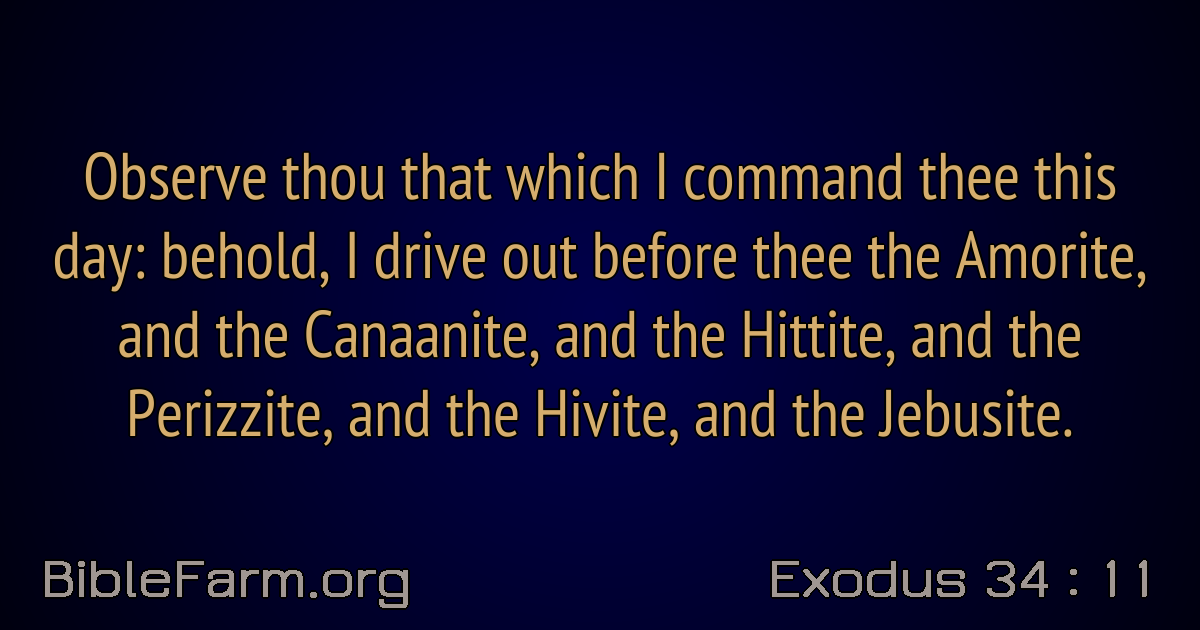 Observe thou that which I command thee this
day: behold, I drive out before thee the Amorite,
and the Canaanite, and the Hittite, and the
Perizzite, and the Hivite, and the Jebusite.
BibleFarm.org
Exodus 34 : 11